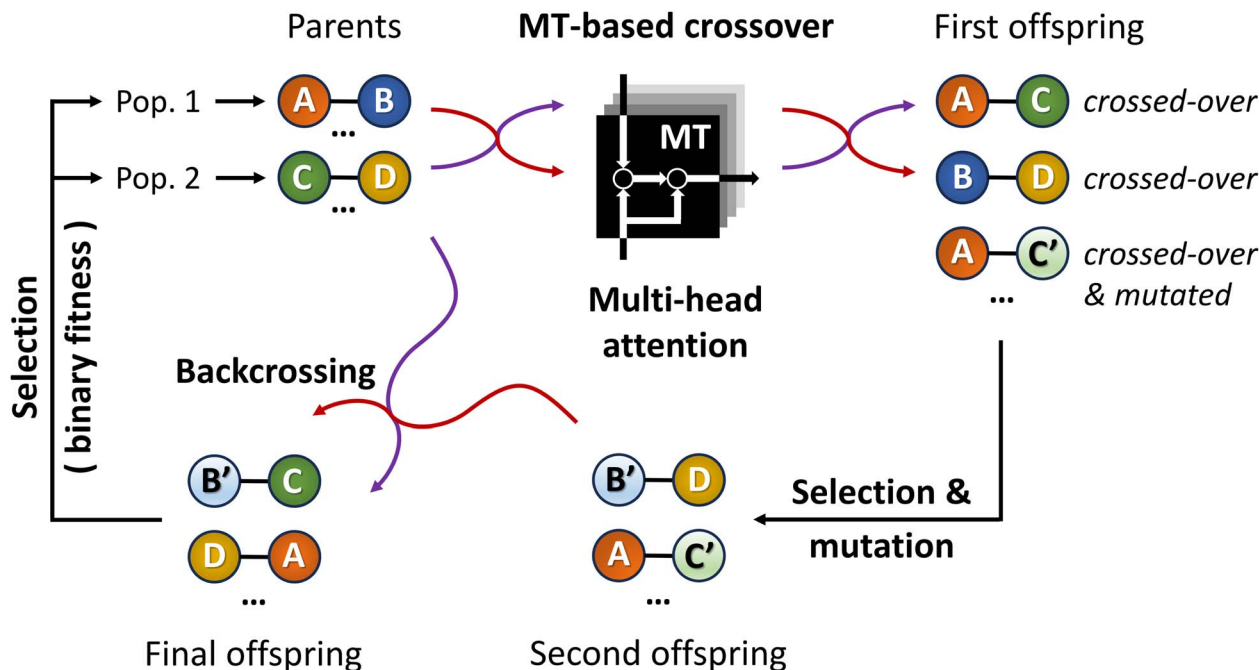 Parents
MT-based crossover
First offspring
Pop. 1
A
B
...
MT
A
C
crossed-over
Pop. 2
C
D
...
B
D
crossed-over
A
C'
crossed-over
& mutated
...
Multi-head
attention
Selection
( binary fitness )
Backcrossing
B'
C
D
A
...
Final offspring
B'
D
A
C'
...
Second offspring
Selection &
mutation